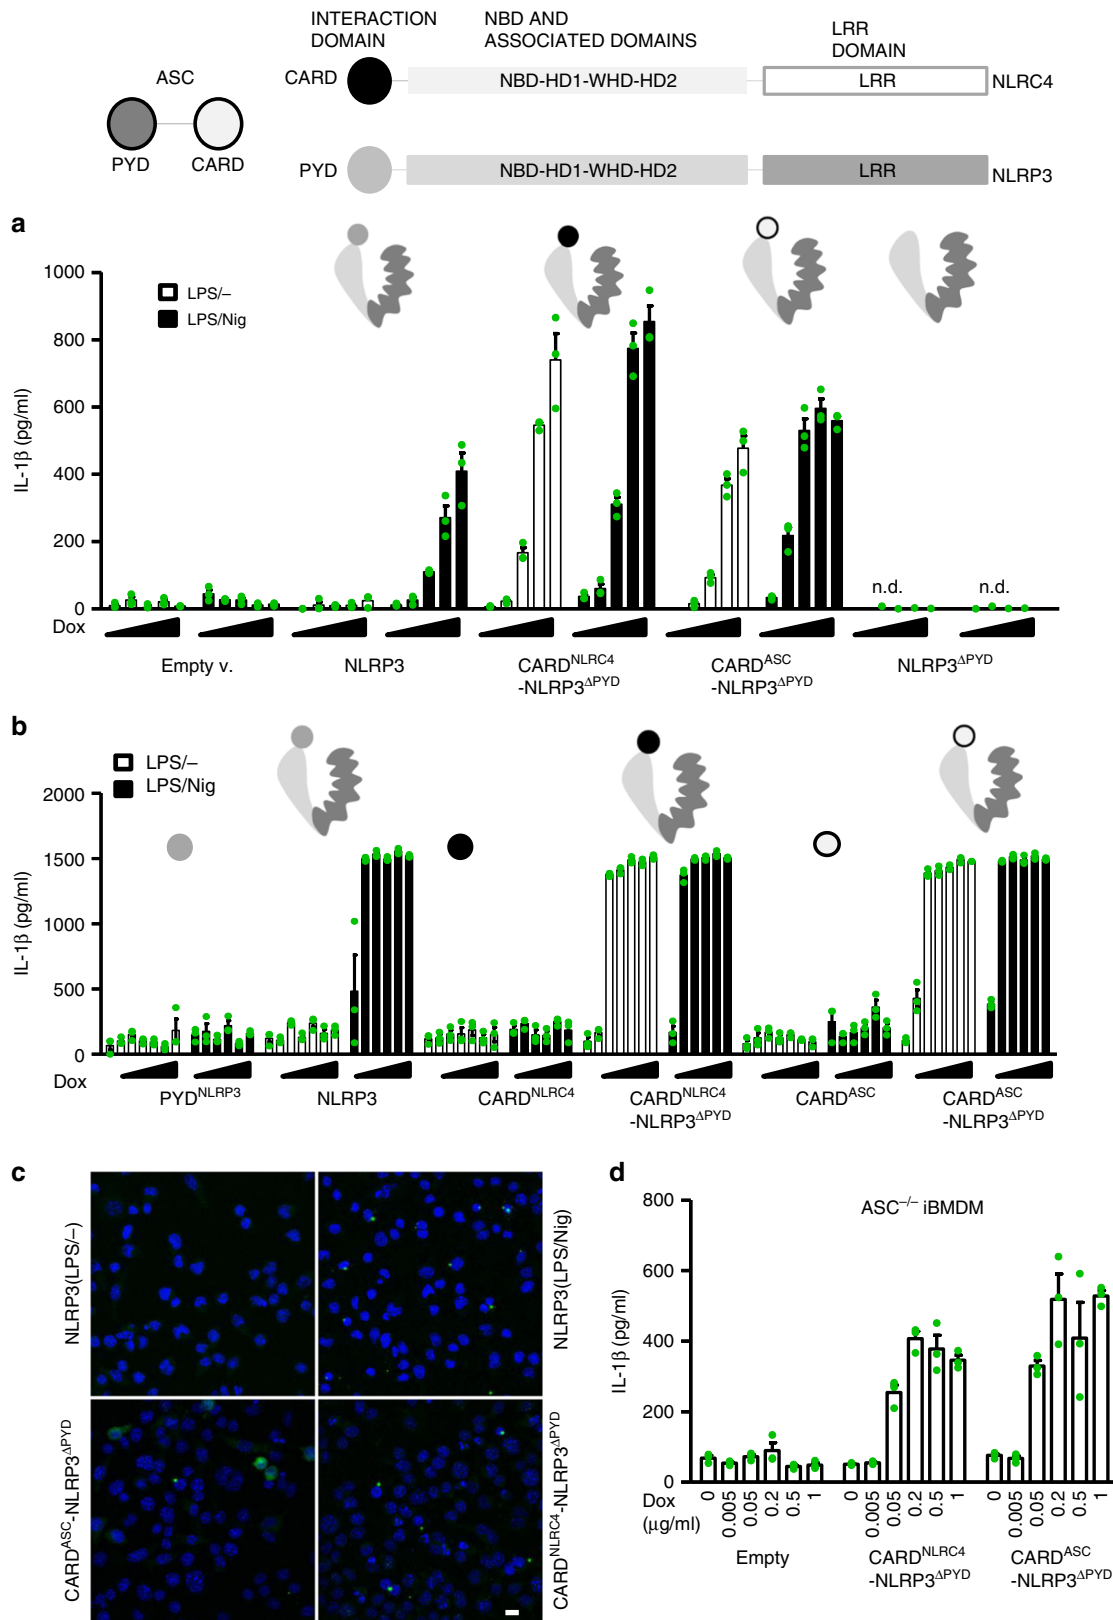 INTERACTION
DOMAIN
NBD AND
ASSOCIATED DOMAINS
LRR
DOMAIN
ASC
PYD
CARD
CARD
NBD-HD1-WHD-HD2
LRR
NLRC4
PYD
NBD-HD1-WHD-HD2
LRR
NLRP3
a
IL-1β (pg/ml)
1000
800
600
400
200
0
LPS/–
LPS/Nig
n.d.
n.d.
Dox
Empty v.
NLRP3
CARD^NLRC4
-NLRP3^ΔPYD
CARD^ASC
-NLRP3^ΔPYD
NLRP3^ΔPYD
b
LPS/–
LPS/Nig
IL-1β (pg/ml)
2000
1500
1000
500
0
Dox
PYD^NLRP3
NLRP3
CARD^NLRC4
CARD^NLRC4
-NLRP3^ΔPYD
CARD^ASC
CARD^ASC
-NLRP3^ΔPYD
c
NLRP3(LPS/–)
NLRP3(LPS/Nig)
CARD^ASC-NLRP3^ΔPYD
CARD^NLRC4-NLRP3^ΔPYD
d
ASC^–/– iBMDM
IL-1β (pg/ml)
800
600
400
200
0
Dox
(µg/ml)
0 0.005 0.05 0.2 0.5 1
0 0.005 0.05 0.2 0.5 1
0 0.005 0.05 0.2 0.5 1
Empty
CARD^NLRC4
-NLRP3^ΔPYD
CARD^ASC
-NLRP3^ΔPYD